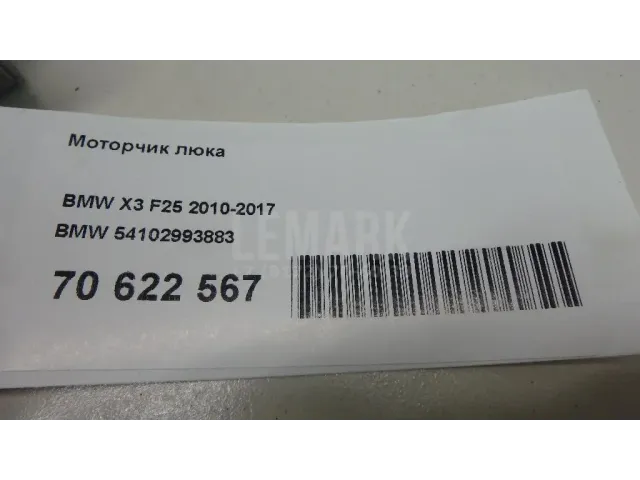 Моторчик люка
BMW X3 F25 2010-2017
BMW 54102993883
70 622 567
LEMARK